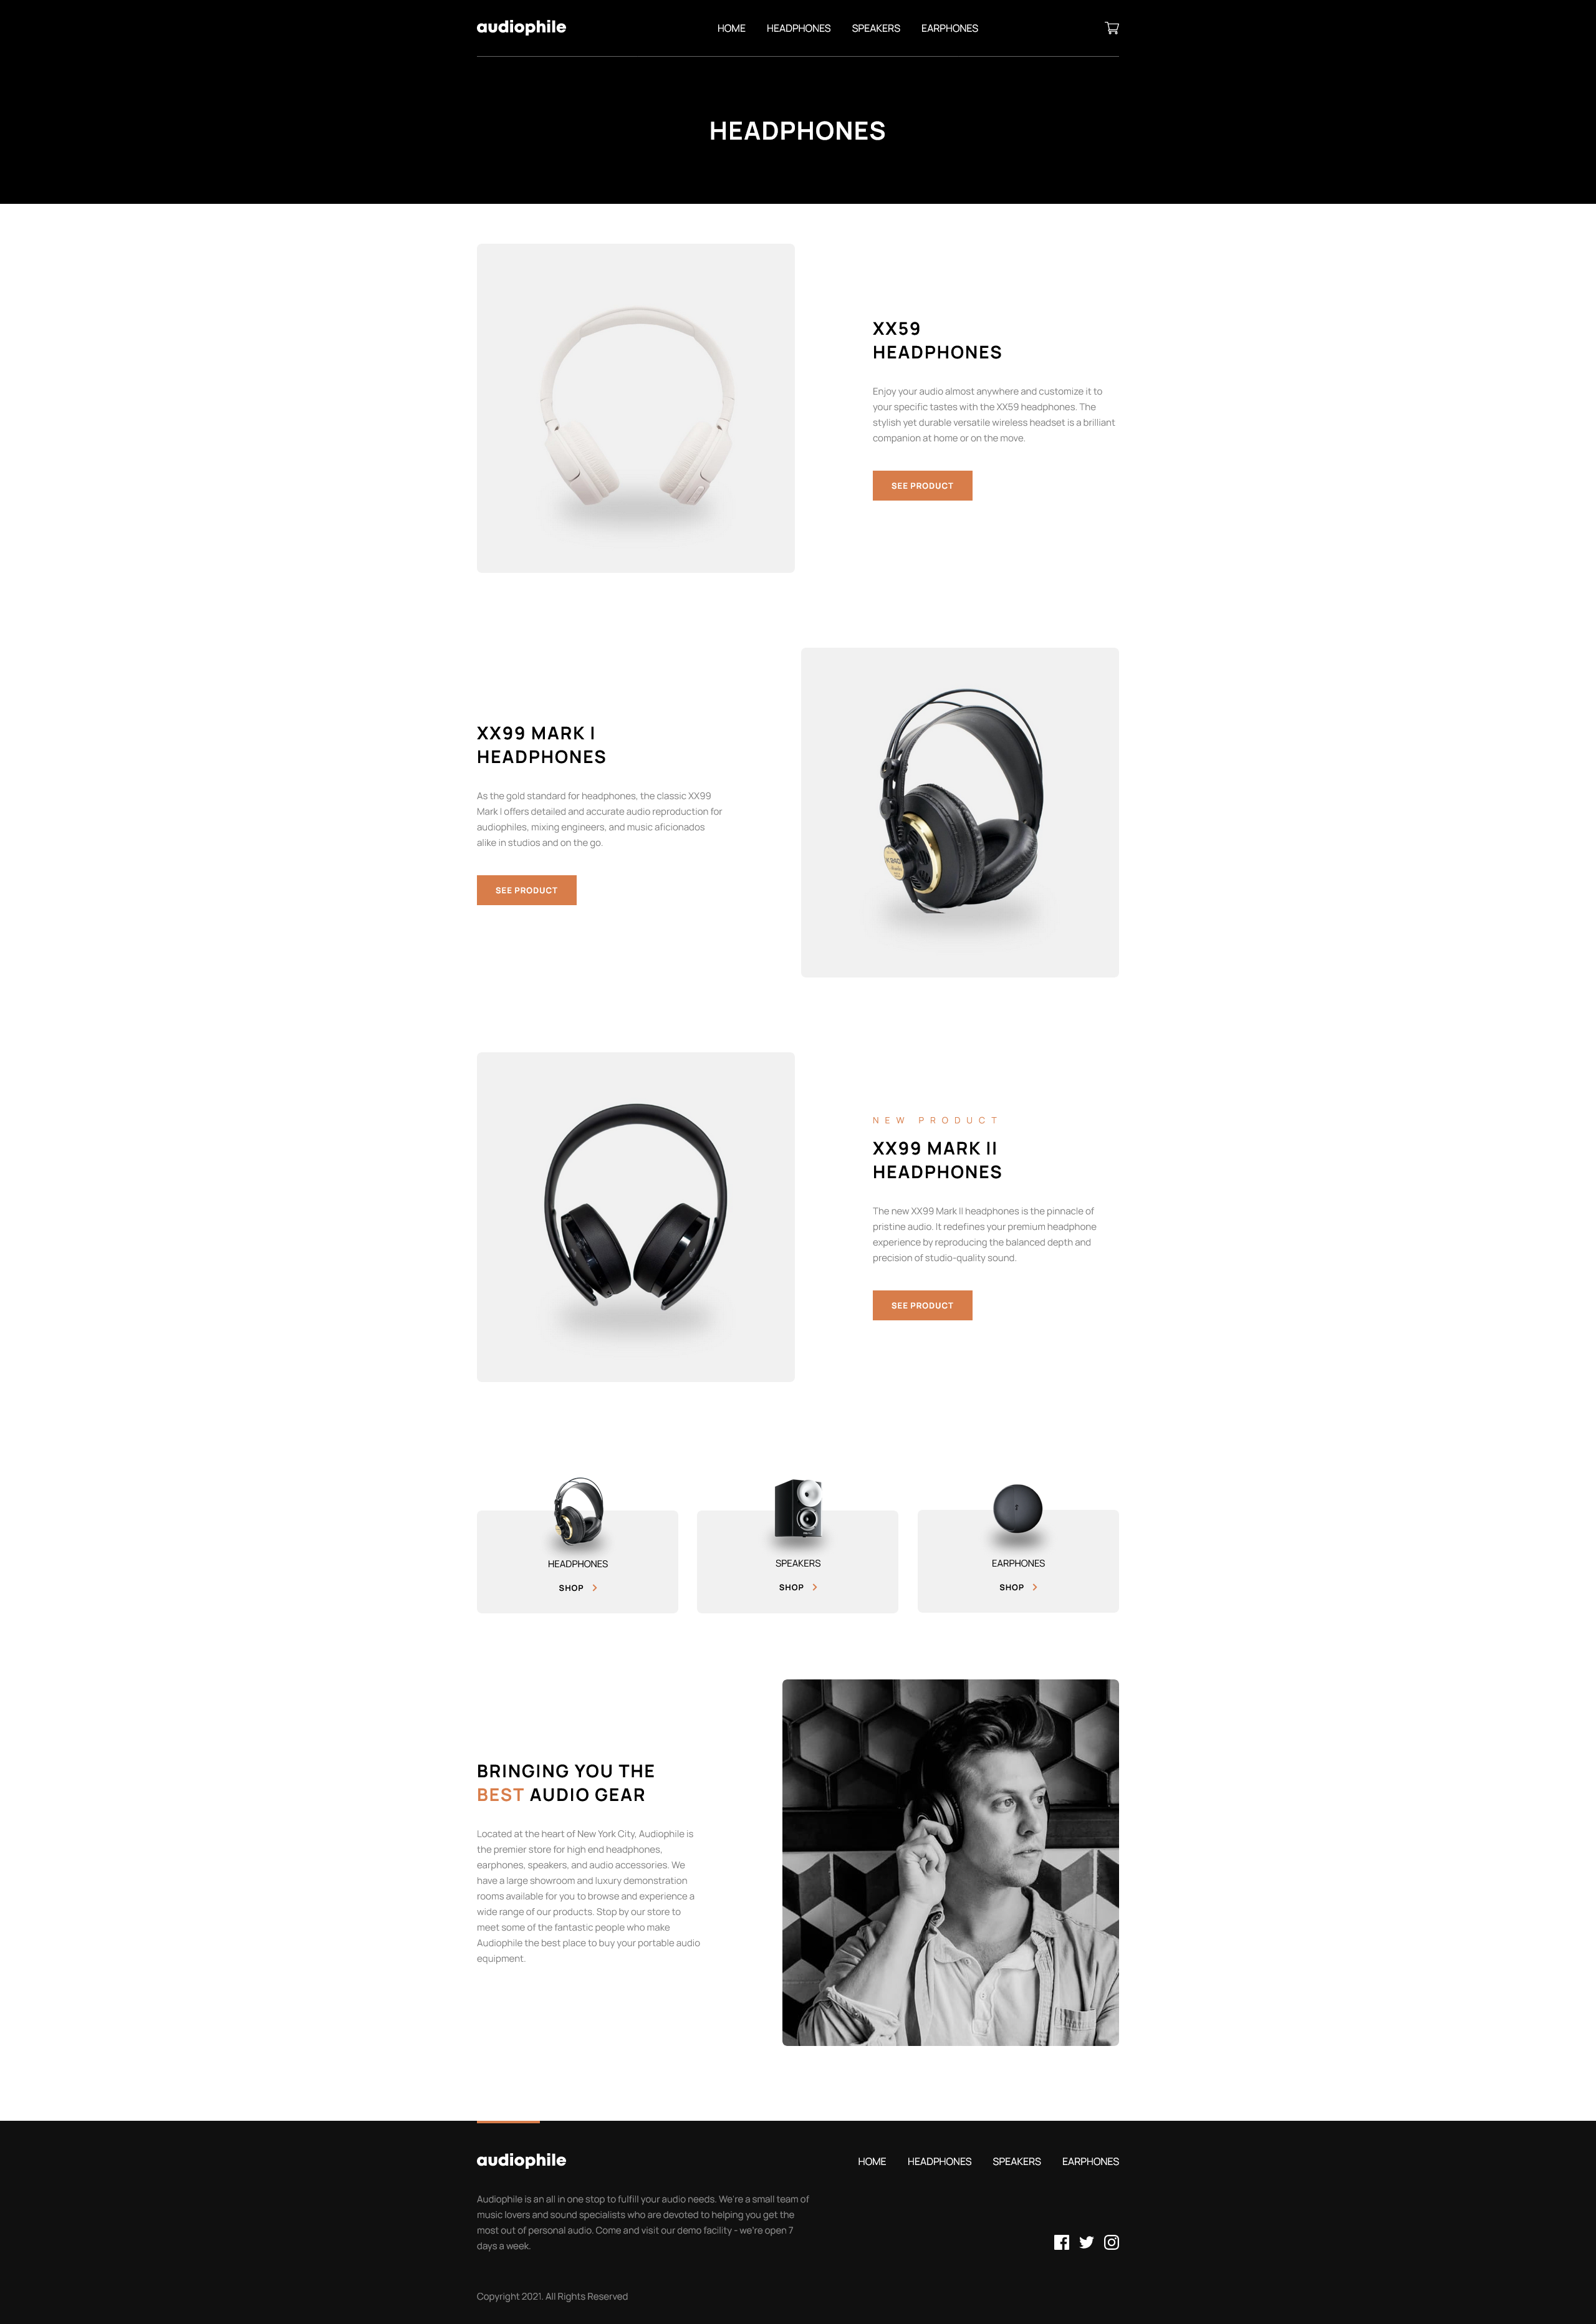 audiophile
HOME HEADPHONES SPEAKERS EARPHONES
HEADPHONES
XX59
HEADPHONES
Enjoy your audio almost anywhere and customize it to
your specific tastes with the XX59 headphones. The
stylish yet durable versatile wireless headset is a brilliant
companion at home or on the move.
SEE PRODUCT
XX99 MARK I
HEADPHONES
As the gold standard for headphones, the classic XX99
Mark I offers detailed and accurate audio reproduction for
audiophiles, mixing engineers, and music aficionados
alike in studios and on the go.
SEE PRODUCT
NEW PRODUCT
XX99 MARK II
HEADPHONES
The new XX99 Mark II headphones is the pinnacle of
pristine audio. It redefines your premium headphone
experience by reproducing the balanced depth and
precision of studio-quality sound.
SEE PRODUCT
HEADPHONES
SHOP
SPEAKERS
SHOP
EARPHONES
SHOP
BRINGING YOU THE
BEST AUDIO GEAR
Located at the heart of New York City, Audiophile is
the premier store for high end headphones,
earphones, speakers, and audio accessories. We
have a large showroom and luxury demonstration
rooms available for you to browse and experience a
wide range of our products. Stop by our store to
meet some of the fantastic people who make
Audiophile the best place to buy your portable audio
equipment.
audiophile
HOME HEADPHONES SPEAKERS EARPHONES
Audiophile is an all in one stop to fulfill your audio needs. We're a small team of
music lovers and sound specialists who are devoted to helping you get the
most out of personal audio. Come and visit our demo facility - we're open 7
days a week.
Copyright 2021. All Rights Reserved